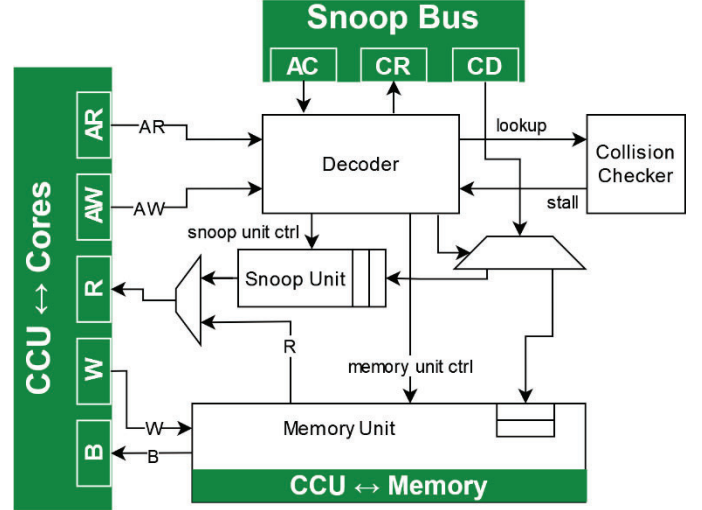 Snoop Bus
AC
CR
CD
CCU ↔ Cores
AR
AR
AW
AW
R
W
W
B
B
Decoder
lookup
Collision
Checker
stall
snoop unit ctrl
Snoop Unit
R
memory unit ctrl
Memory Unit
CCU ↔ Memory